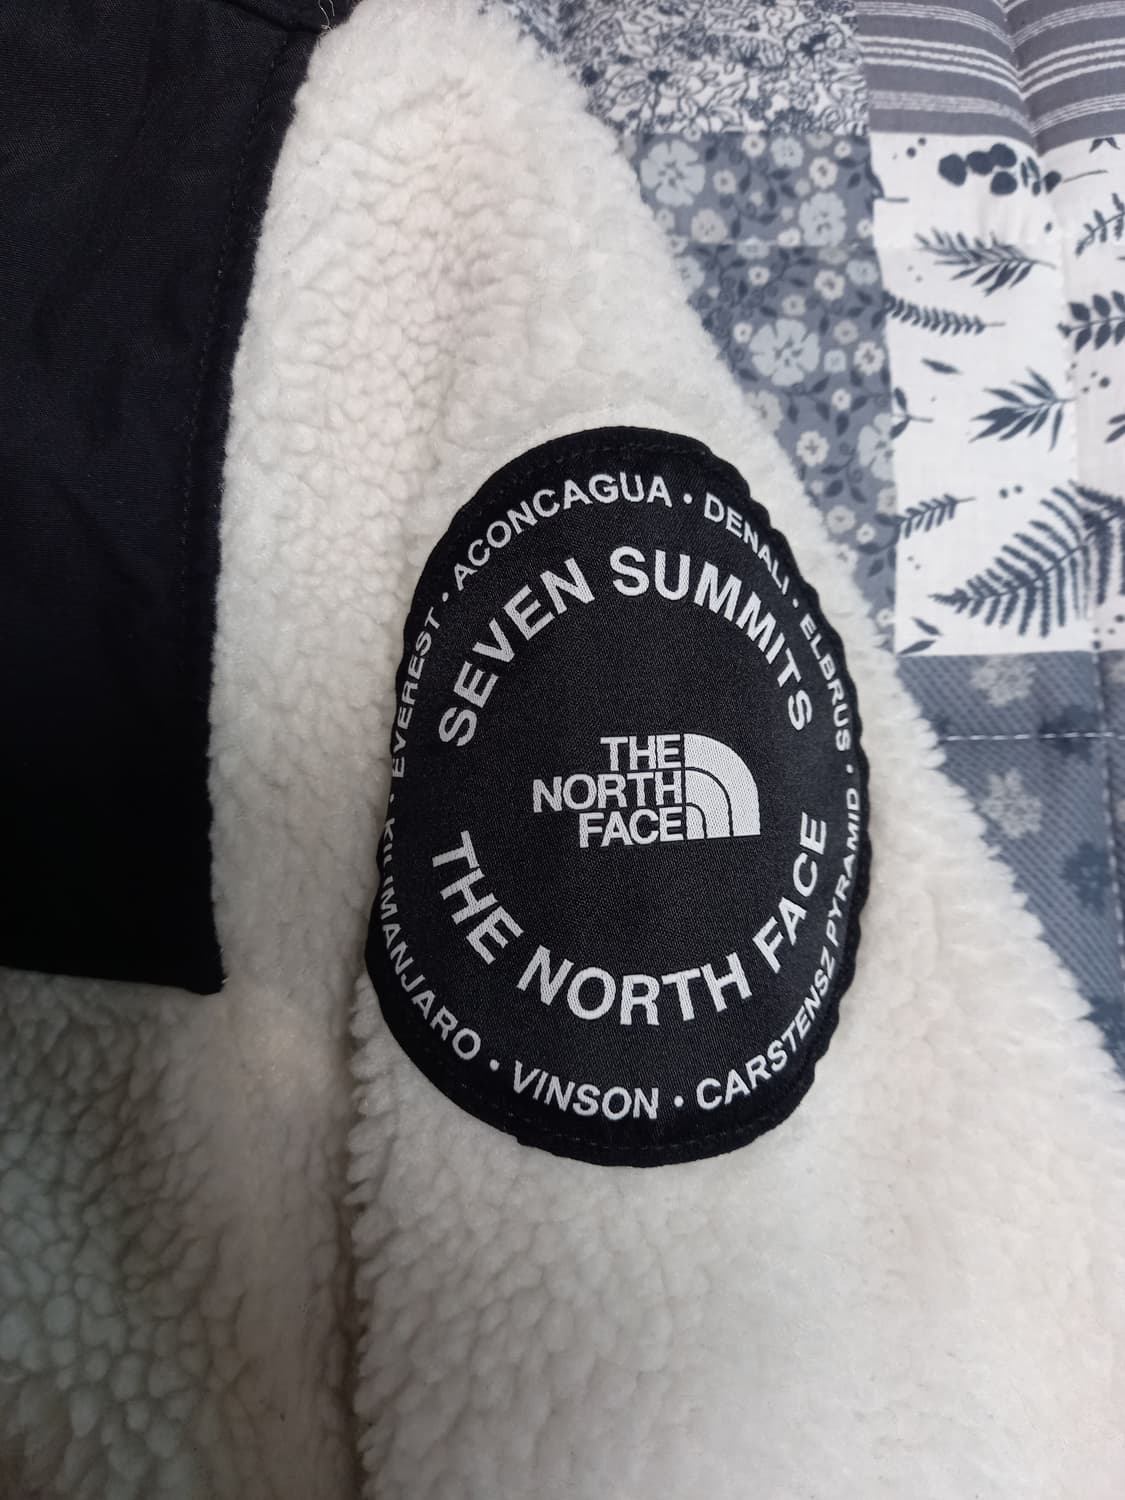 EVEREST · ACONCAGUA · DENALI · ELBRUS · CARSTENSZ PYRAMID · VINSON · KILIMANJARO ·
SEVEN SUMMITS
THE
NORTH
FACE
THE NORTH FACE